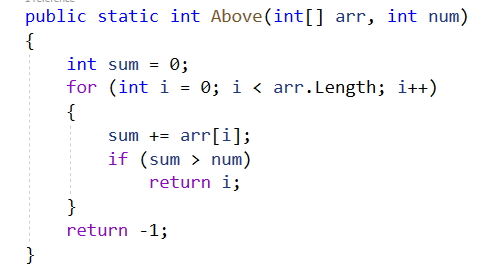 public static int Above(int[] arr, int num)
{
    int sum = 0;
    for (int i = 0; i < arr.Length; i++)
    {
        sum += arr[i];
        if (sum > num)
            return i;
    }
    return -1;
}